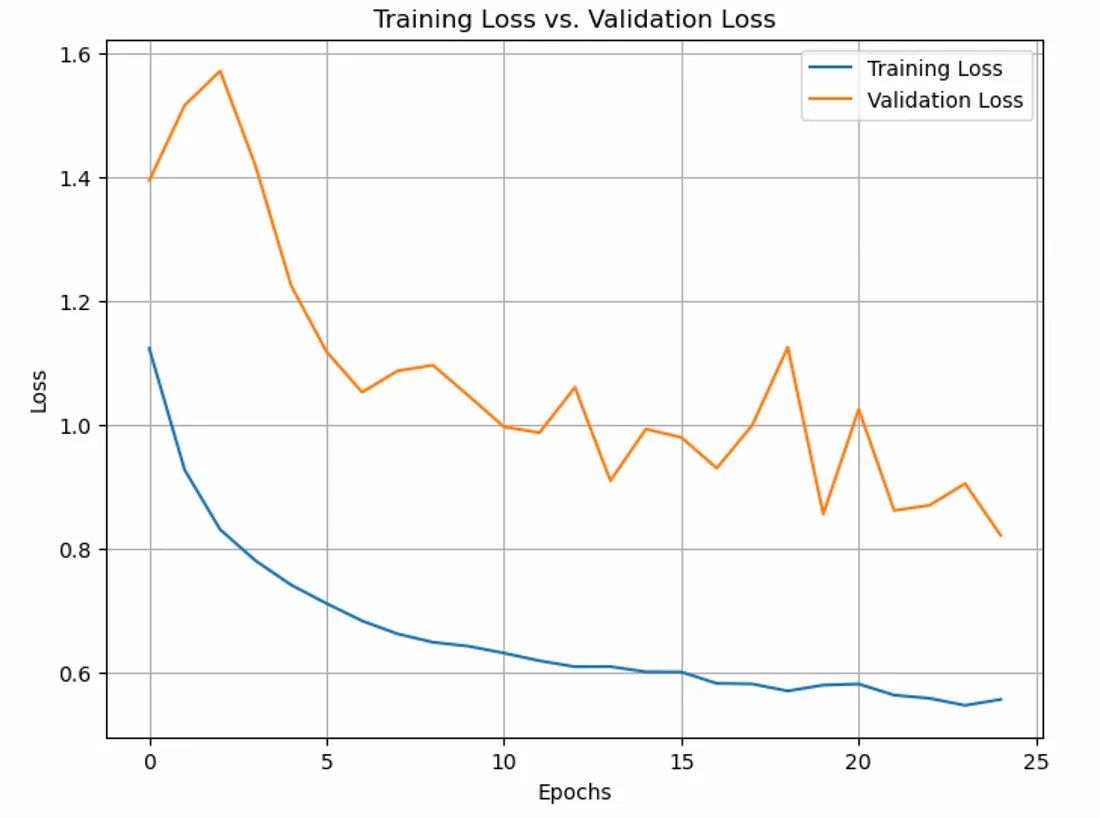 Training Loss vs. Validation Loss
Training Loss
Validation Loss
1.6
1.4
1.2
1.0
0.8
0.6
Loss
0 5 10 15 20 25
Epochs